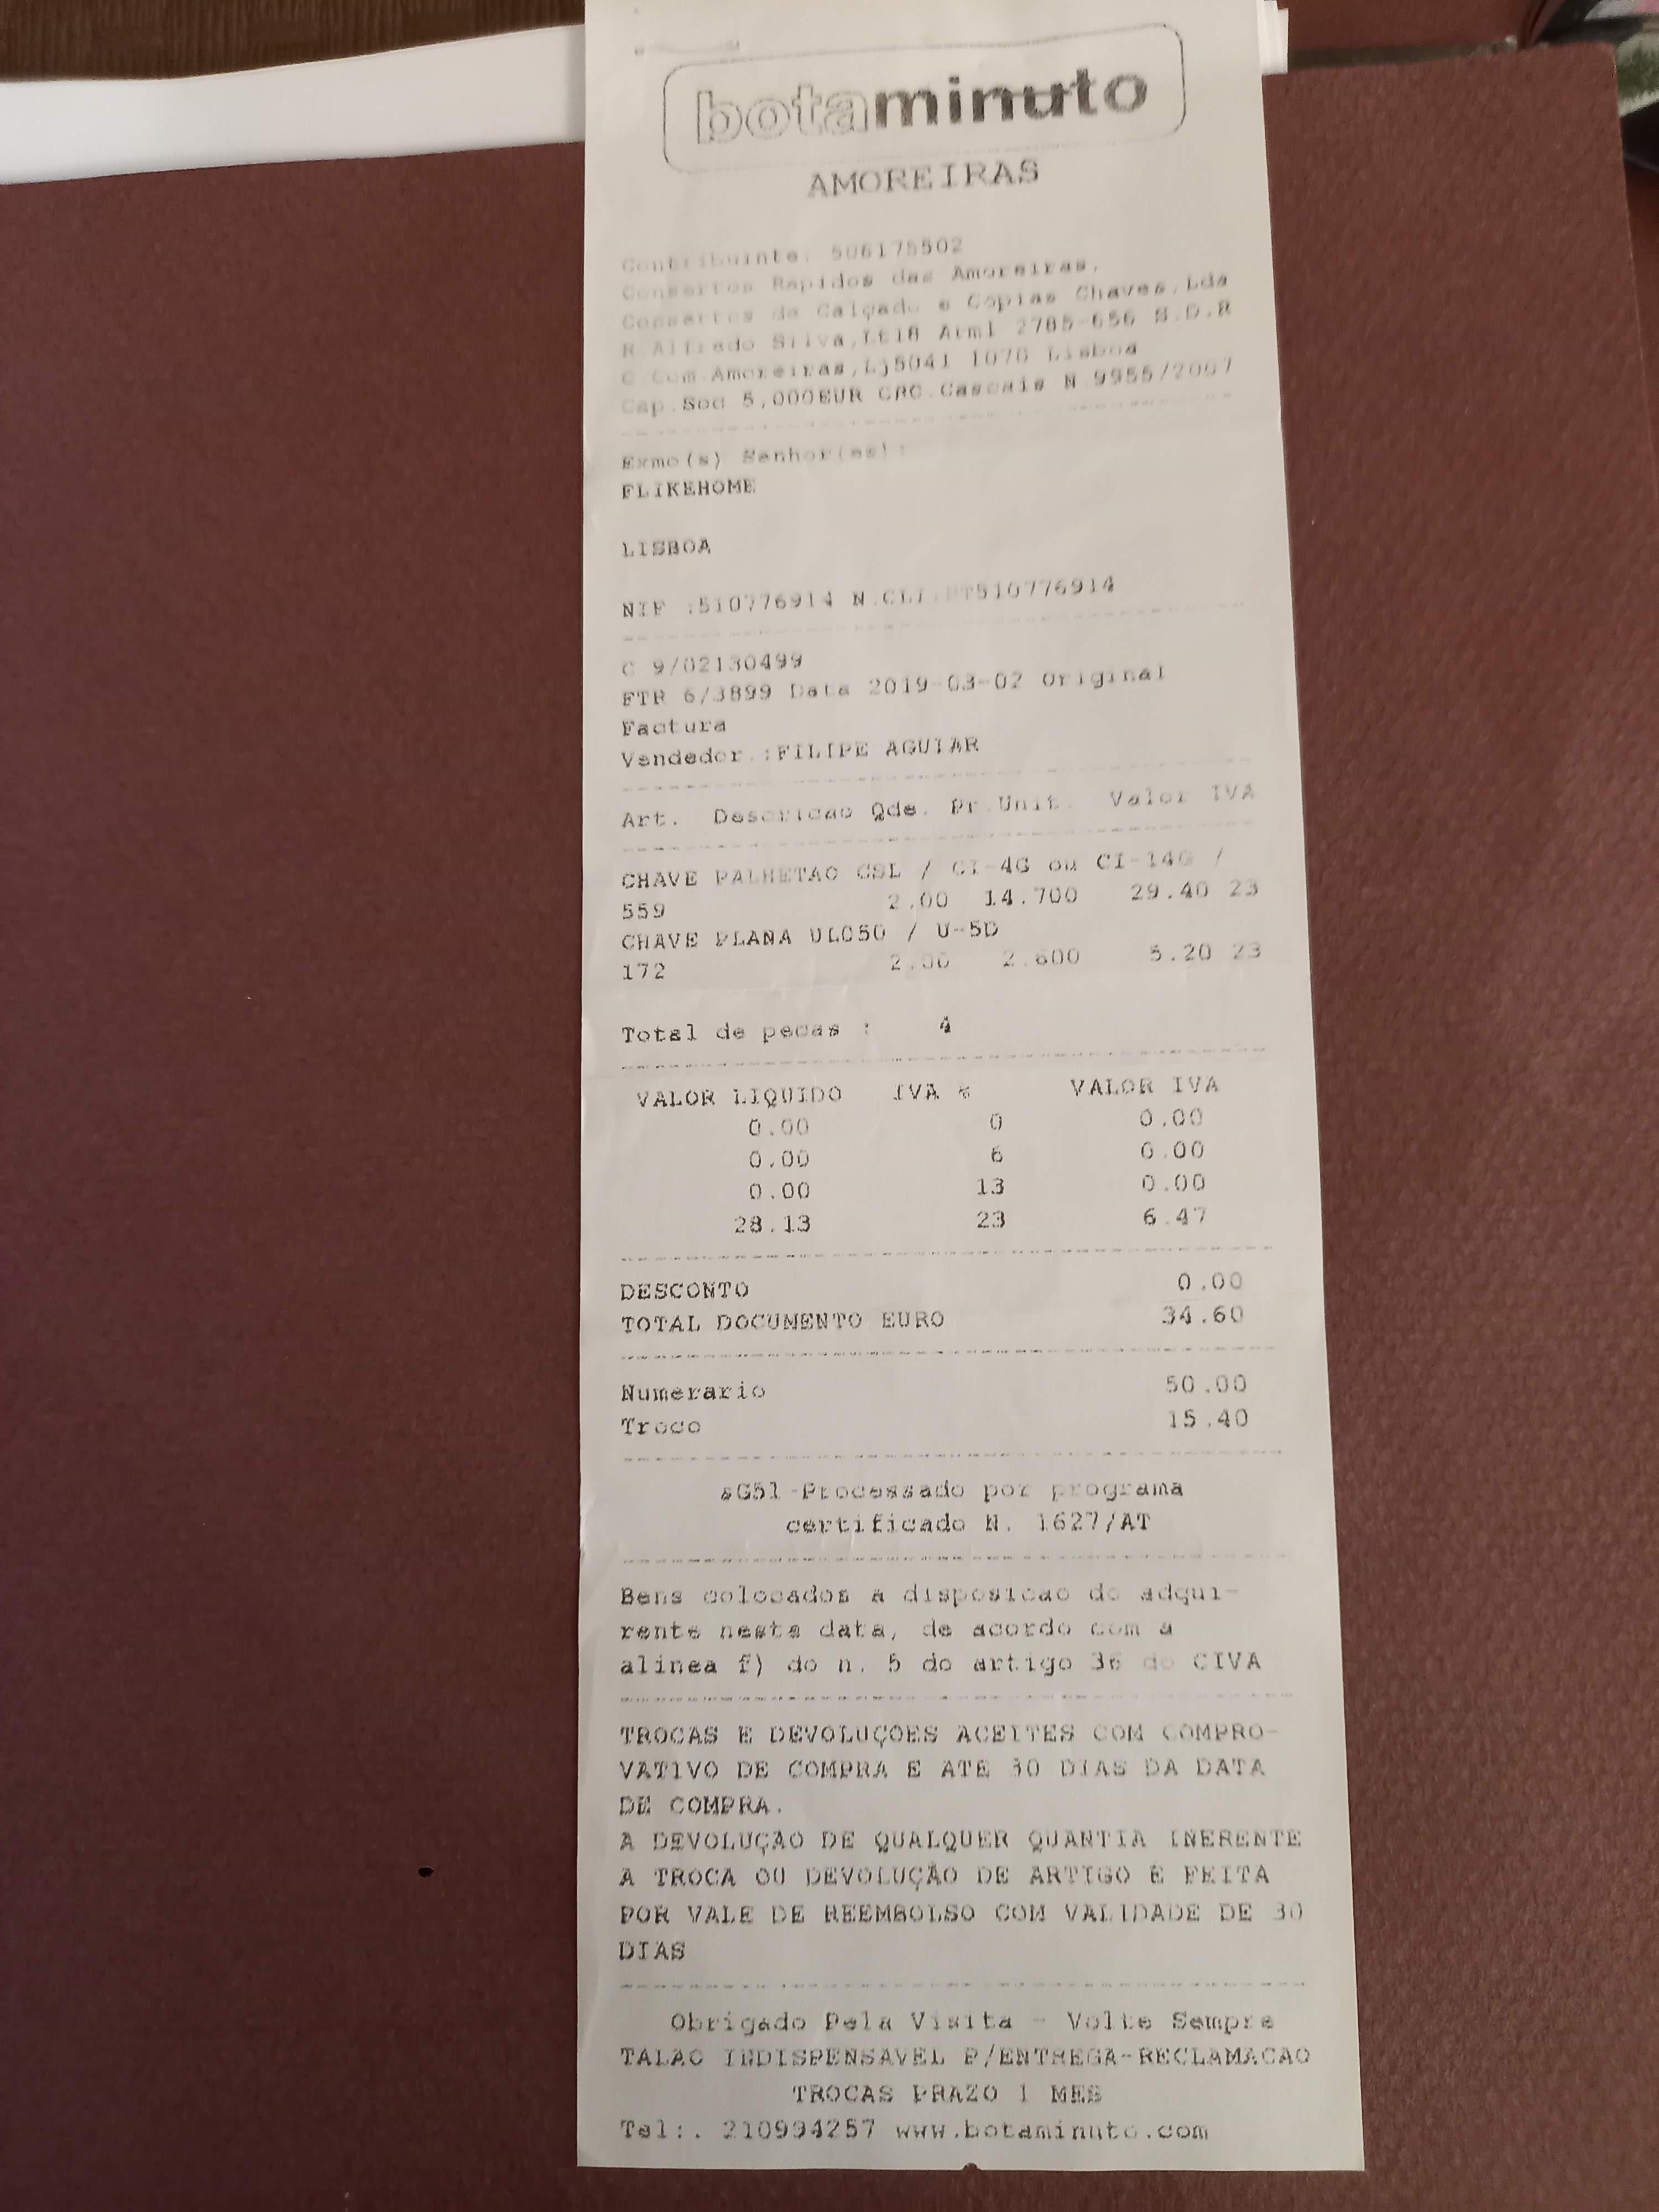 botaminuto
AMOREIRAS
Contribuinte: 506175502
Consertos Rapidos das Amoreiras,
Consertos de Calçado e Copias Chaves,Lda
R.Alfredo Silva,Lt18 Arm1 2785-656 S.D.R
C.Com.Amoreiras,Lj5041 1070 Lisboa
Cap.Soc 5,000EUR CRC.Cascais N.9955/2007
Exmo(s) Senhor(es):
FLIKEHOME
LISBOA
NIF :510776914 N.CLI:PT510776914
C 9/02130499
FTR 6/3899 Data 2019-03-02 Original
Factura
Vendedor.:FILIPE AGUIAR
Art. Descricao Qde. Pr.Unit. Valor IVA
CHAVE PALHETAO CSL / CI-4G ou CI-14G /
559 2.00 14.700 29.40 23
CHAVE PLANA ULC50 / U-5D
172 2.00 2.600 5.20 23
Total de pecas : 4
VALOR LIQUIDO IVA % VALOR IVA
0.00 0 0.00
0.00 6 0.00
0.00 13 0.00
28.13 23 6.47
DESCONTO 0.00
TOTAL DOCUMENTO EURO 34.60
Numerario 50.00
Troco 15.40
sG5l-Processado por programa
certificado N. 1627/AT
Bens colocados a disposicao do adqui-
rente nesta data, de acordo com a
alinea f) do n. 5 do artigo 36 do CIVA
TROCAS E DEVOLUÇOES ACEITES COM COMPRO-
VATIVO DE COMPRA E ATE 30 DIAS DA DATA
DE COMPRA.
A DEVOLUÇÃO DE QUALQUER QUANTIA INERENTE
A TROCA OU DEVOLUÇÃO DE ARTIGO E FEITA
POR VALE DE REEMBOLSO COM VALIDADE DE 30
DIAS
Obrigado Pela Visita - Volte Sempre
TALAO INDISPENSAVEL P/ENTREGA-RECLAMACAO
TROCAS PRAZO 1 MES
Tel:. 210994257 www.botaminuto.com